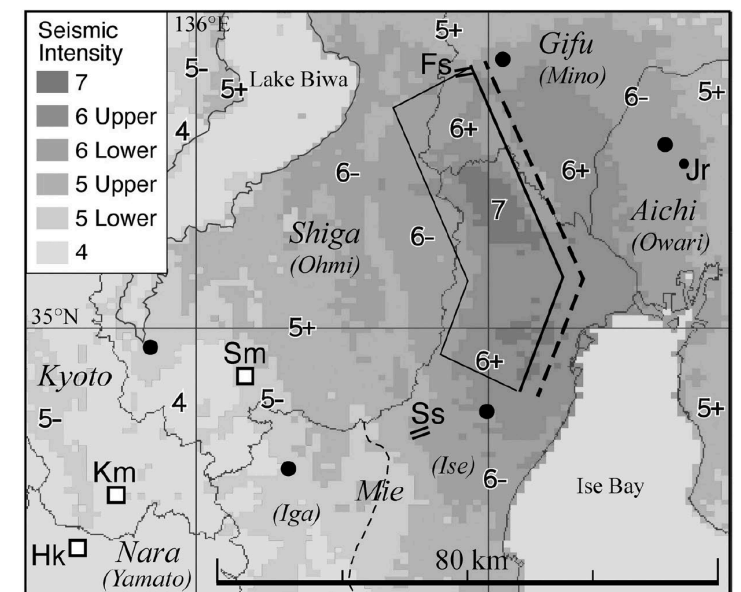 Seismic
Intensity
7
6 Upper
6 Lower
5 Upper
5 Lower
4
136°E
5-
5+
Lake Biwa
4
5+
Fs
Gifu
(Mino)
6-
5+
6+
6+
Jr
6-
7
Aichi
(Owari)
Shiga
(Ohmi)
6-
35°N
5+
6+
Sm
Kyoto
4
5-
5-
Ss
5+
Km
(Iga)
Mie
(Ise)
6-
Ise Bay
Hk
Nara
(Yamato)
80 km